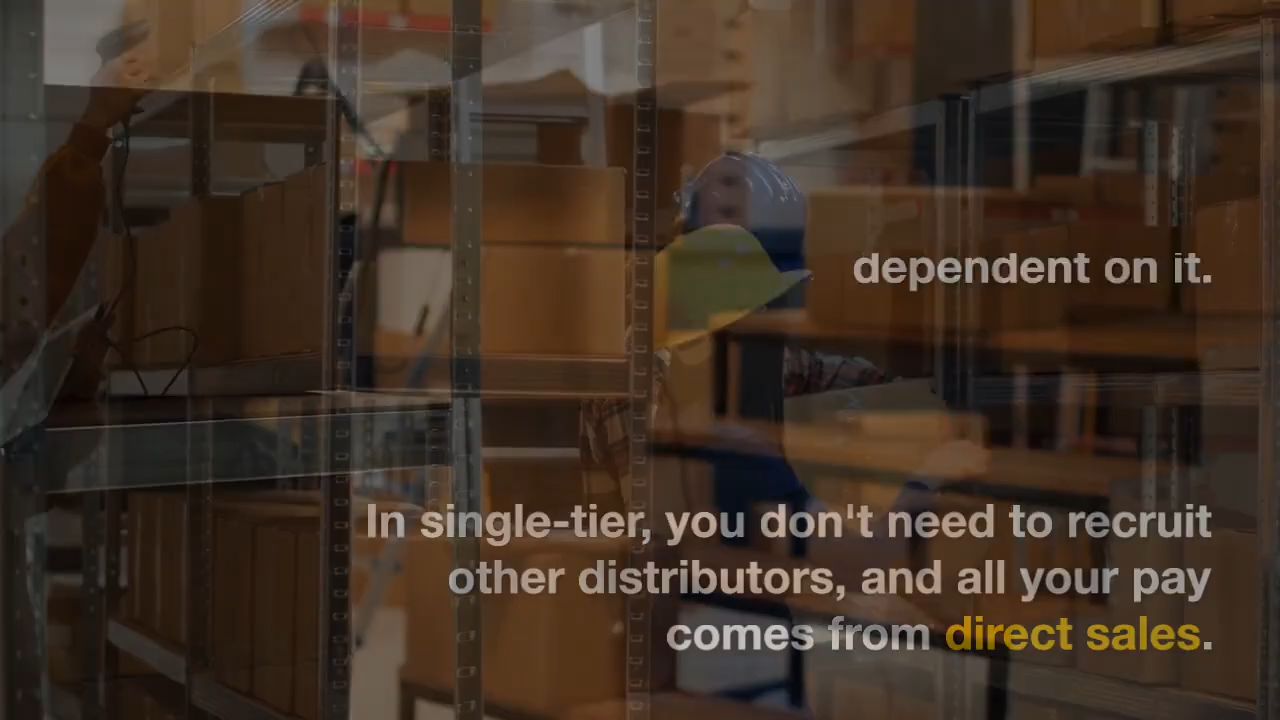 dependent on it.
In single-tier, you don't need to recruit
other distributors, and all your pay
comes from direct sales.